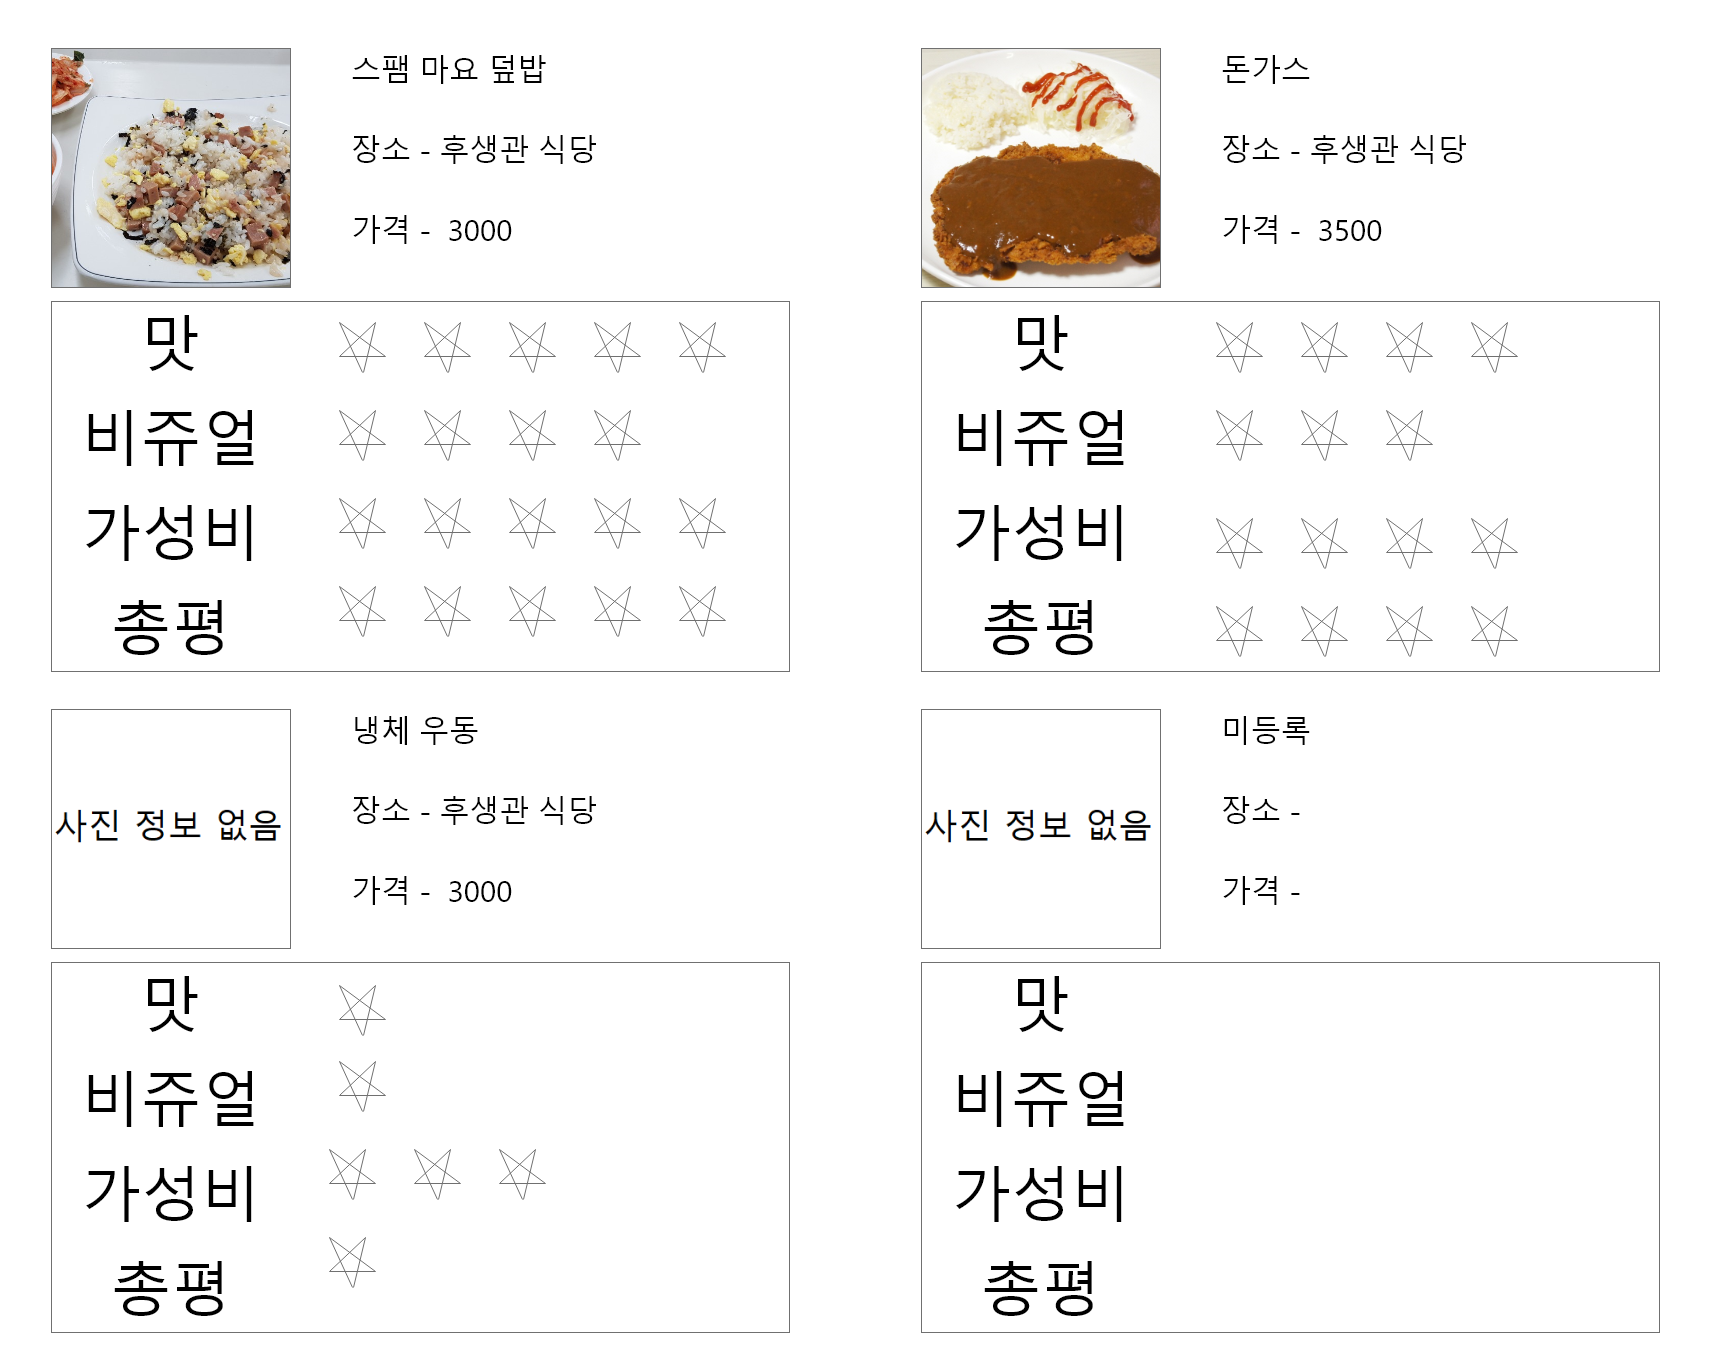 스팸 마요 덮밥
장소 - 후생관 식당
가격 - 3000
맛
비쥬얼
가성비
총평
돈가스
장소 - 후생관 식당
가격 - 3500
맛
비쥬얼
가성비
총평
사진 정보 없음
냉체 우동
장소 - 후생관 식당
가격 - 3000
맛
비쥬얼
가성비
총평
사진 정보 없음
미등록
장소 -
가격 -
맛
비쥬얼
가성비
총평